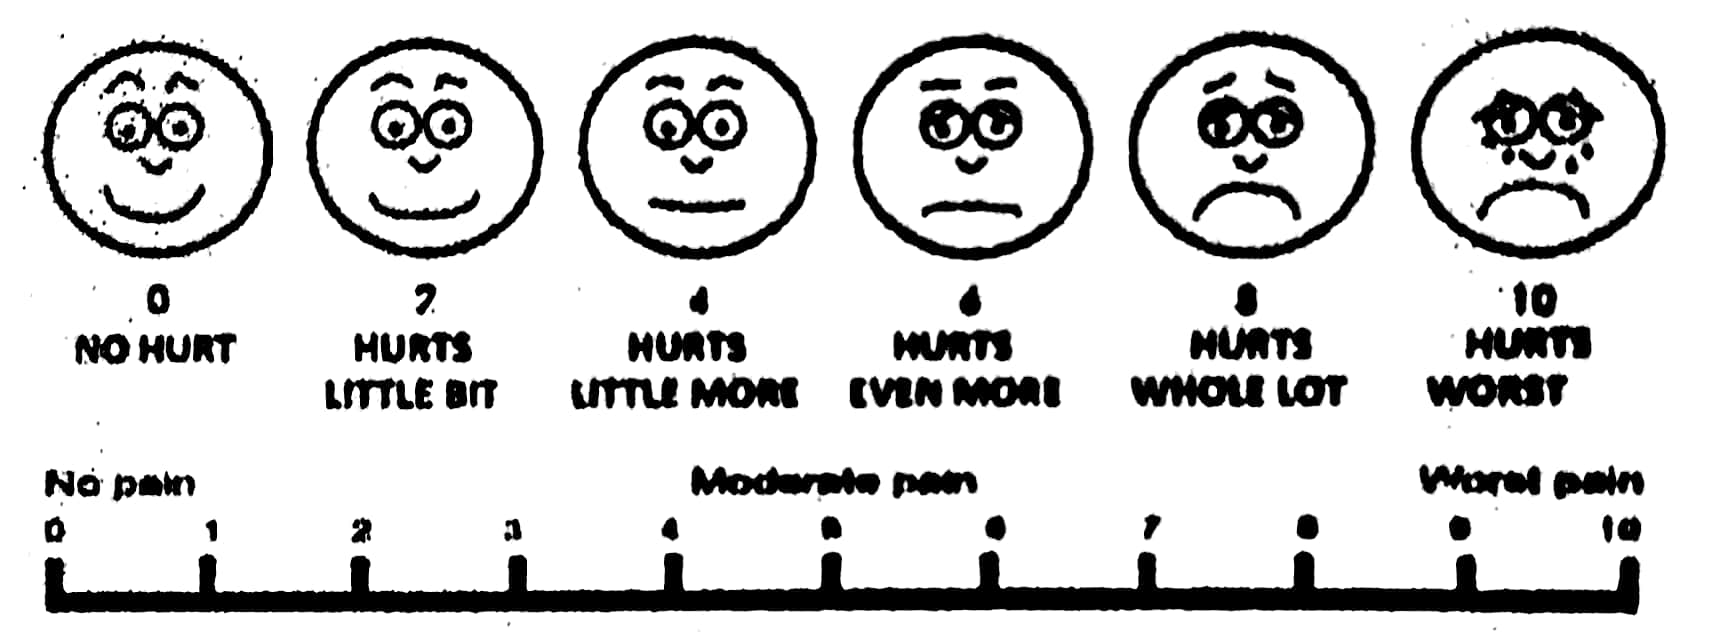 0 2 4 6 8 10
NO HURT HURTS HURTS HURTS HURTS HURTS
LITTLE BIT LITTLE MORE EVEN MORE WHOLE LOT WORST
No pain Moderate pain Worst pain
0 1 2 3 4 5 6 7 8 9 10